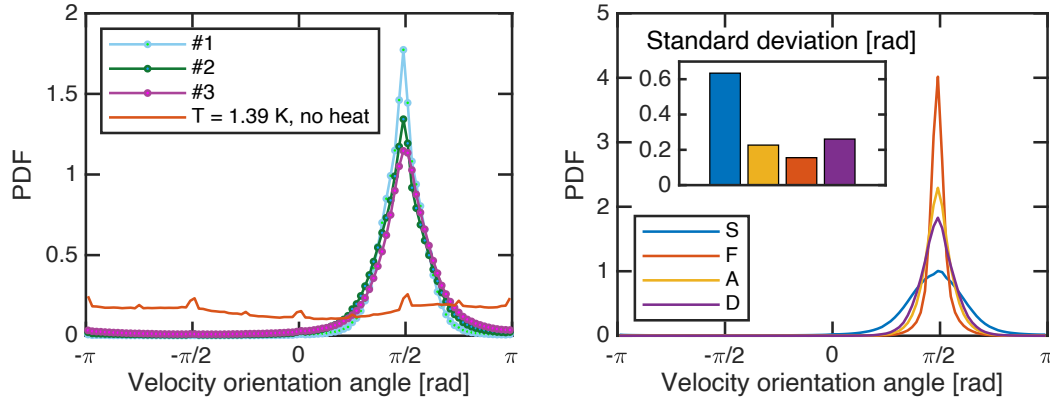 2
1.5
1
0.5
0
PDF
#1
#2
#3
T = 1.39 K, no heat
-π
-π/2
0
π/2
π
Velocity orientation angle [rad]
5
4
3
2
1
0
PDF
Standard deviation [rad]
0.6
0.4
0.2
0
S
F
A
D
-π
-π/2
0
π/2
π
Velocity orientation angle [rad]